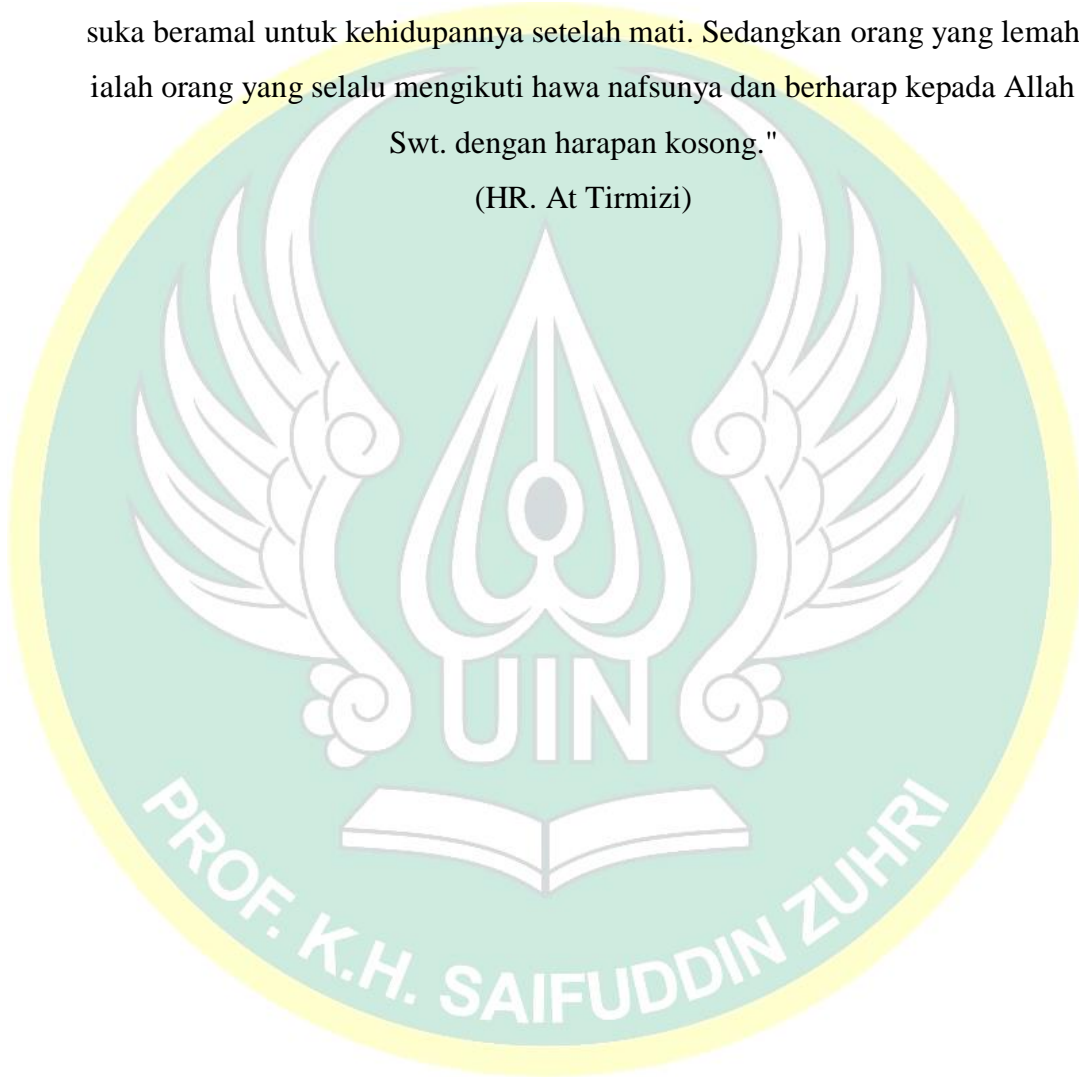 suka beramal untuk kehidupannya setelah mati. Sedangkan orang yang lemah
ialah orang yang selalu mengikuti hawa nafsunya dan berharap kepada Allah
Swt. dengan harapan kosong."
(HR. At Tirmizi)
UIN
PROF. K.H. SAIFUDDIN ZUHRI